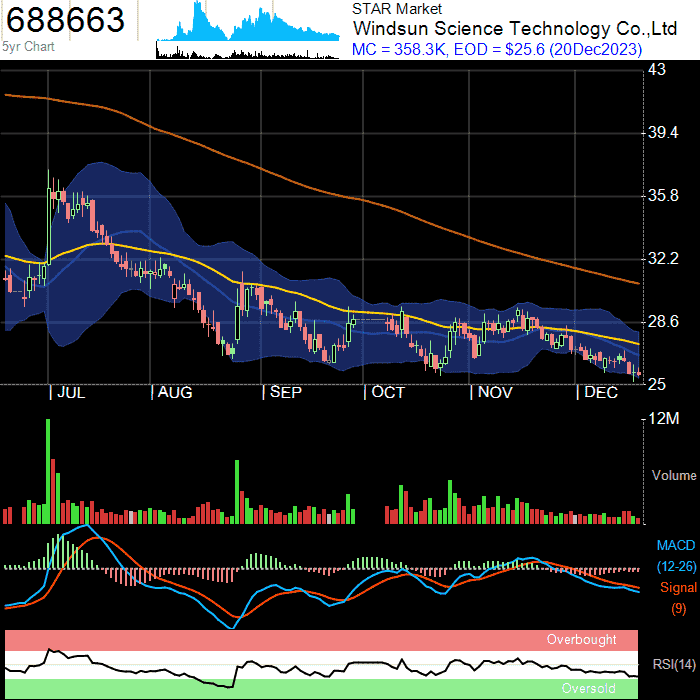 688663
5yr Chart
STAR Market
Windsun Science Technology Co.,Ltd
MC = 358.3K, EOD = $25.6 (20Dec2023)
43
39.4
35.8
32.2
28.6
25
JUL AUG SEP OCT NOV DEC
12M
Volume
MACD
(12-26)
Signal
(9)
Overbought
RSI(14)
Oversold